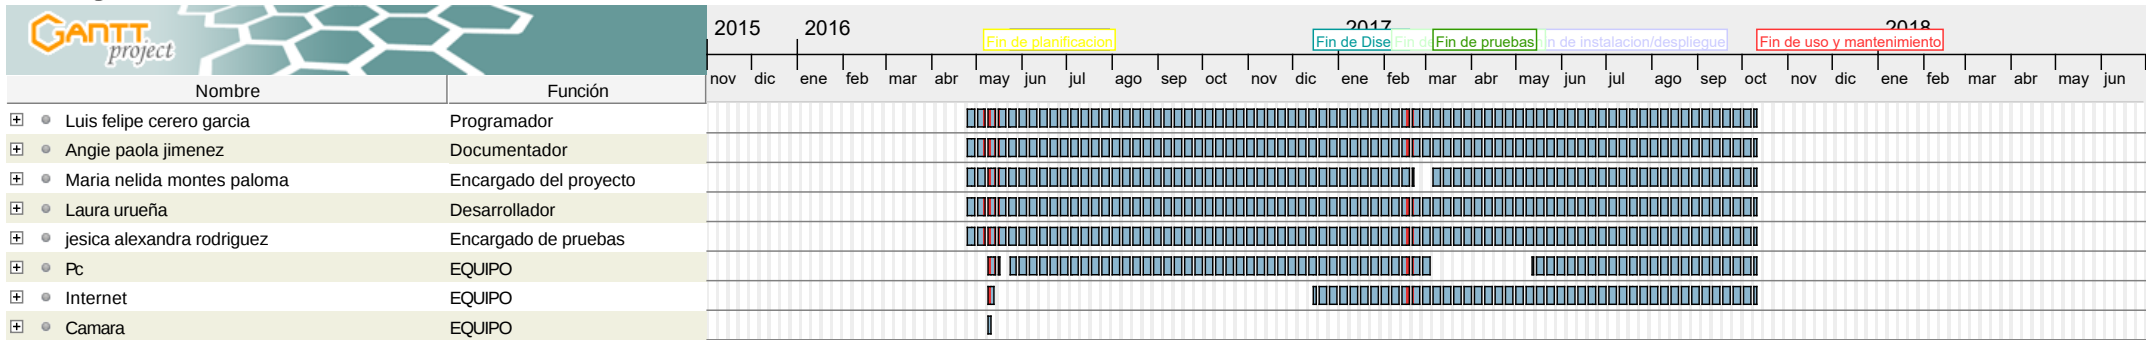 GANTT
project
2015 2016 2017 2018
Fin de planificacion Fin de Dise Fin de Fin de pruebas n de instalacion/despliegue Fin de uso y mantenimiento
nov dic ene feb mar abr may jun jul ago sep oct nov dic ene feb mar abr may jun jul ago sep oct nov dic ene feb mar abr may jun
Nombre Función
Luis felipe cerero garcia Programador
Angie paola jimenez Documentador
Maria nelida montes paloma Encargado del proyecto
Laura urueña Desarrollador
jesica alexandra rodriguez Encargado de pruebas
Pc EQUIPO
Internet EQUIPO
Camara EQUIPO